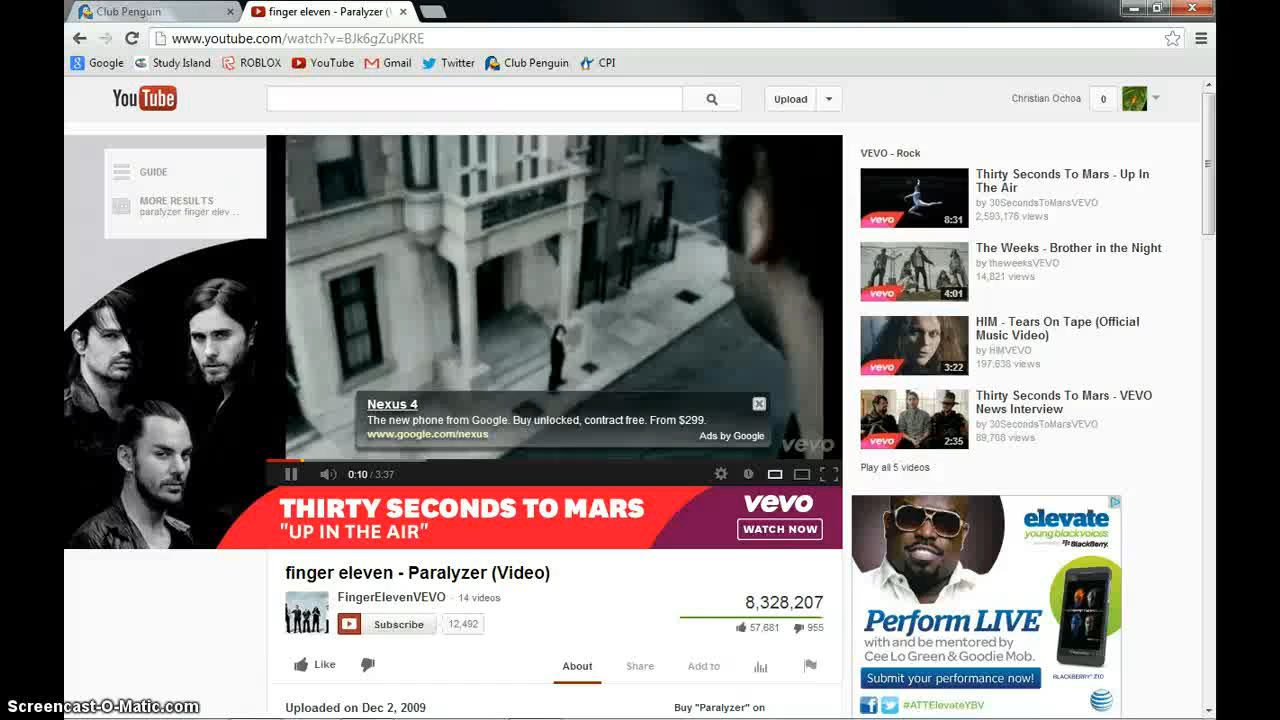 Club Penguin
finger eleven - Paralyzer (V
www.youtube.com/watch?v=BJk6gZuPKRE
Google Study Island ROBLOX YouTube Gmail Twitter Club Penguin CPI
YouTube
Upload
Christian Ochoa 0
GUIDE
MORE RESULTS
paralyzer finger elev ...
Nexus 4
The new phone from Google. Buy unlocked, contract free. From $299.
www.google.com/nexus
Ads by Google
vevo
0:10 / 3:37
THIRTY SECONDS TO MARS
"UP IN THE AIR"
vevo
WATCH NOW
finger eleven - Paralyzer (Video)
FingerElevenVEVO · 14 videos
Subscribe 12,492
8,328,207
57,681 955
Like
About Share Add to
Uploaded on Dec 2, 2009
Buy "Paralyzer" on
VEVO - Rock
Thirty Seconds To Mars - Up In
The Air
by 30SecondsToMarsVEVO
2,593,176 views
vevo 8:31
The Weeks - Brother in the Night
by theweeksVEVO
14,821 views
vevo 4:01
HIM - Tears On Tape (Official
Music Video)
by HIMVEVO
197,638 views
vevo 3:22
Thirty Seconds To Mars - VEVO
News Interview
by 30SecondsToMarsVEVO
89,768 views
vevo 2:35
Play all 5 videos
elevate
young black voices
BlackBerry
Perform LIVE
with and be mentored by
Cee Lo Green & Goodie Mob.
Submit your performance now!
BLACKBERRY Z10
#ATTElevateYBV
Screencast-O-Matic.com